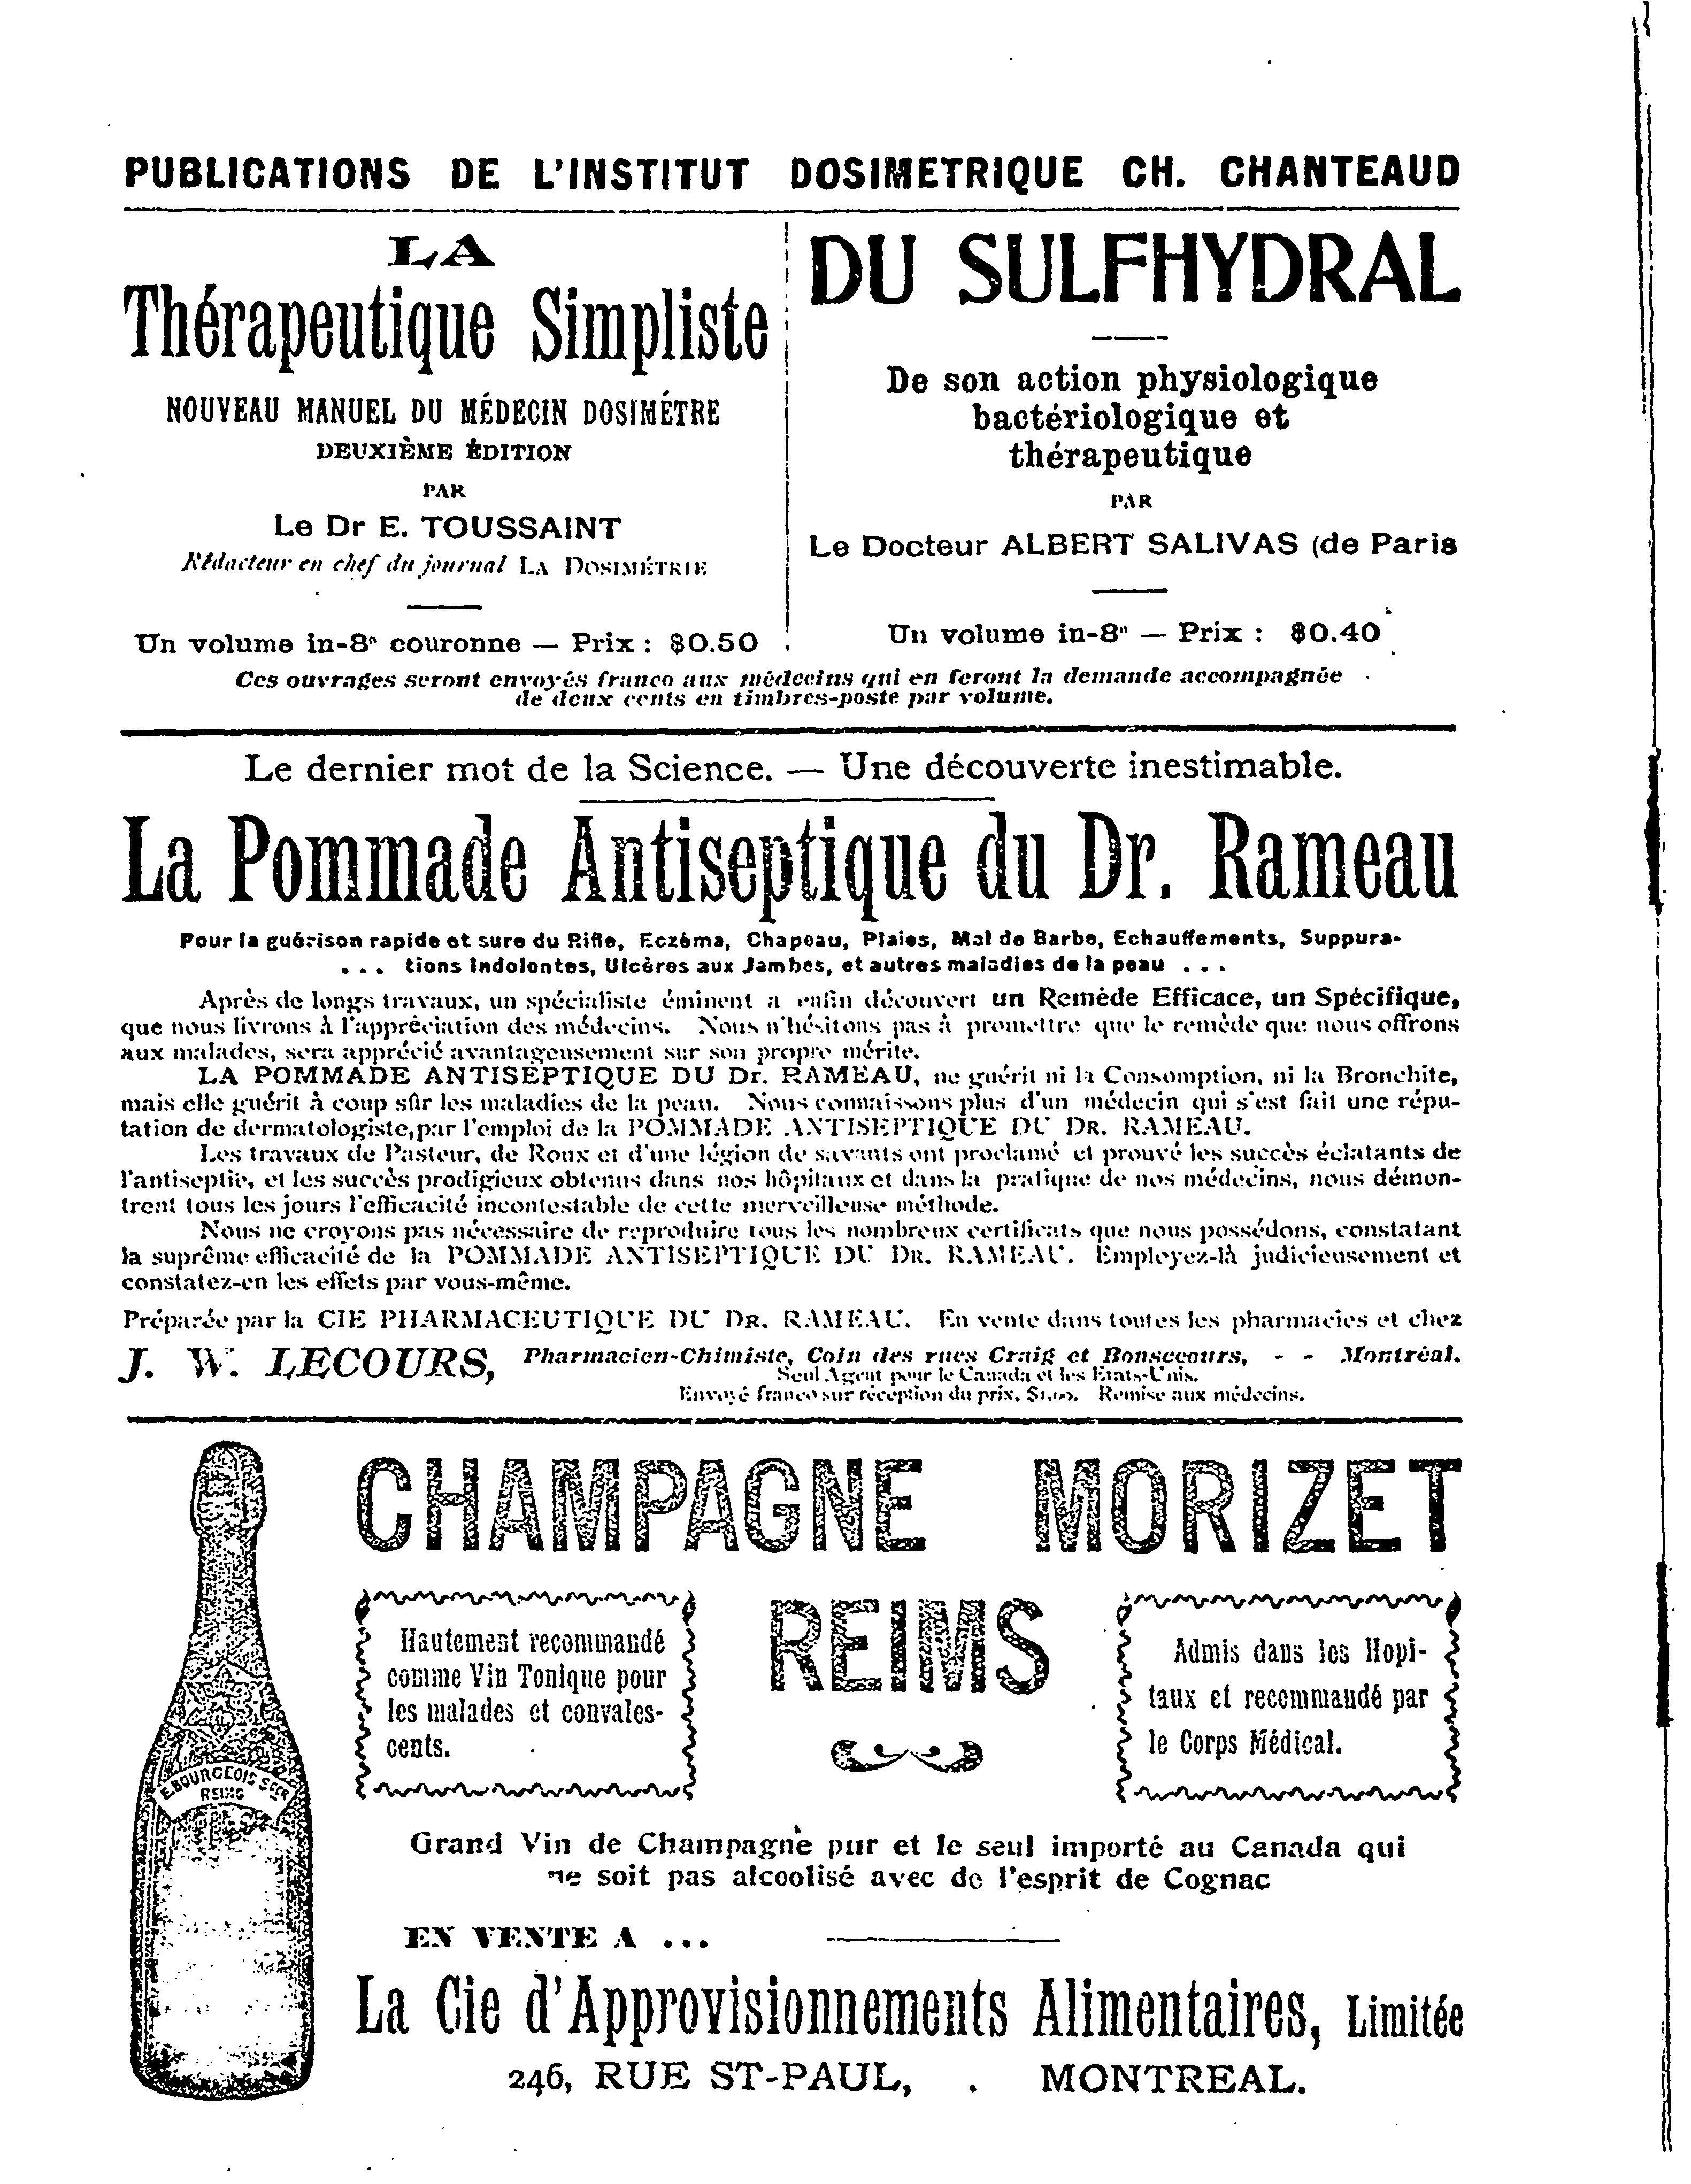 PUBLICATIONS DE L'INSTITUT DOSIMETRIQUE CH. CHANTEAUD
LA
Thérapeutique Simpliste
NOUVEAU MANUEL DU MÉDECIN DOSIMÉTRE
DEUXIÈME ÉDITION
PAR
Le Dr E. TOUSSAINT
Rédacteur en chef du journal LA DOSIMÉTRIE
Un volume in-8º couronne — Prix : $0.50
DU SULFHYDRAL
De son action physiologique
bactériologique et
thérapeutique
PAR
Le Docteur ALBERT SALIVAS (de Paris
Un volume in-8º — Prix : $0.40
Ces ouvrages seront envoyés franco aux médecins qui en feront la demande accompagnée
de deux cents en timbres-poste par volume.
Le dernier mot de la Science. — Une découverte inestimable.
La Pommade Antiseptique du Dr. Rameau
Pour la guérison rapide et sure du Rifle, Eczéma, Chapeau, Plaies, Mal de Barbe, Echauffements, Suppura-
... tions Indolontes, Ulcères aux Jambes, et autres maladies de la peau ...
Après de longs travaux, un spécialiste éminent a enfin découvert un Remède Efficace, un Spécifique,
que nous livrons à l'appréciation des médecins. Nous n'hésitons pas à promettre que le remède que nous offrons
aux malades, sera apprécié avantageusement sur son propre mérite.
LA POMMADE ANTISEPTIQUE DU Dr. RAMEAU, ne guérit ni la Consomption, ni la Bronchite,
mais elle guérit à coup sûr les maladies de la peau. Nous connaissons plus d'un médecin qui s'est fait une répu-
tation de dermatologiste,par l'emploi de la POMMADE ANTISEPTIQUE DU DR. RAMEAU.
Les travaux de Pasteur, de Roux et d'une légion de savants ont proclamé et prouvé les succès éclatants de
l'antiseptie, et les succès prodigieux obtenus dans nos hôpitaux et dans la pratique de nos médecins, nous démon-
trent tous les jours l'efficacité incontestable de cette merveilleuse méthode.
Nous ne croyons pas nécessaire de reproduire tous les nombreux certificats que nous possédons, constatant
la suprême efficacité de la POMMADE ANTISEPTIQUE DU DR. RAMEAU. Employez-là judicieusement et
constatez-en les effets par vous-même.
Préparée par la CIE PHARMACEUTIQUE DU DR. RAMEAU. En vente dans toutes les pharmacies et chez
J. W. LECOURS, Pharmacien-Chimiste, Coin des rues Craig et Bonsecours, - - Montréal.
Seul Agent pour le Canada et les Etats-Unis.
Envoyé franco sur réception du prix, $1.00. Remise aux médecins.
CHAMPAGNE MORIZET
REIMS
Hautement recommandé
comme Vin Tonique pour
les malades et convales-
cents.
Admis dans les Hopi-
taux et recommandé par
le Corps Médical.
E. BOURGEOIS SCCR
REIMS
Grand Vin de Champagne pur et le seul importé au Canada qui
ne soit pas alcoolisé avec de l'esprit de Cognac
EN VENTE A ...
La Cie d'Approvisionnements Alimentaires, Limitée
246, RUE ST-PAUL, . MONTREAL.